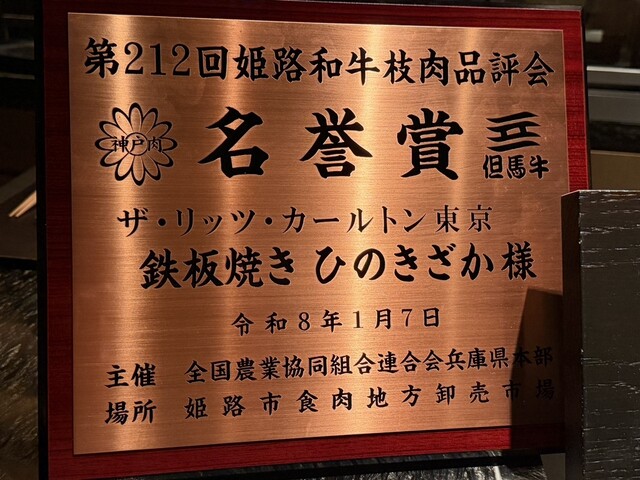 第212回姫路和牛枝肉品評会
神戸肉
名誉賞
但馬牛
ザ・リッツ・カールトン東京
鉄板焼き ひのきざか様
令和8年1月7日
主催 全国農業協同組合連合会兵庫県本部
場所 姫路市食肉地方卸売市場